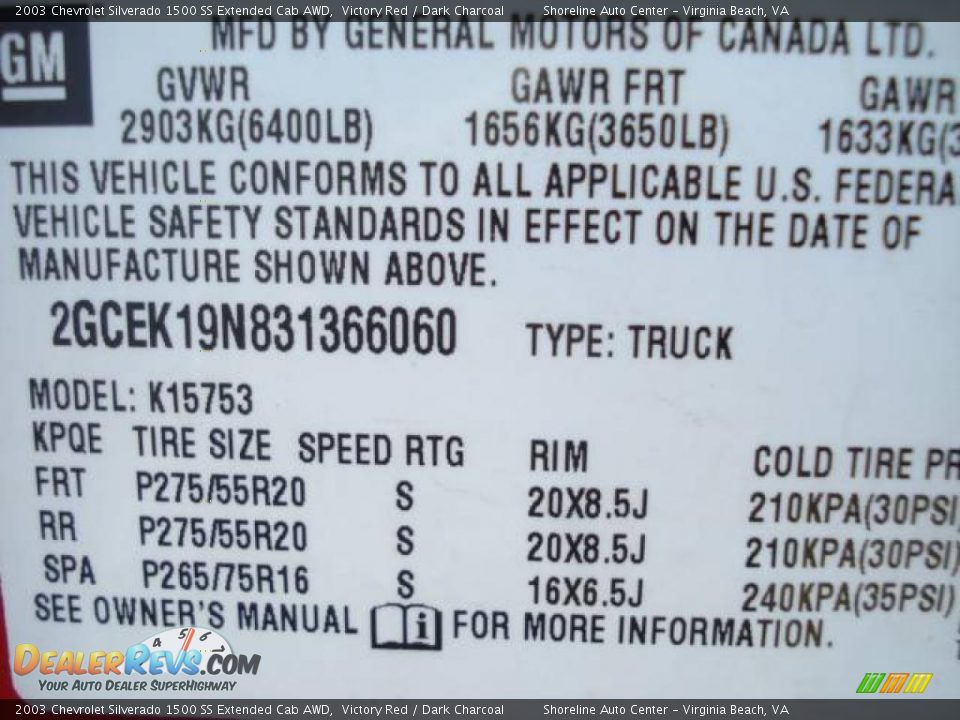 2003 Chevrolet Silverado 1500 SS Extended Cab AWD, Victory Red / Dark Charcoal Shoreline Auto Center – Virginia Beach, VA
GM
MFD BY GENERAL MOTORS OF CANADA LTD.
GVWR GAWR FRT GAWR
2903KG(6400LB) 1656KG(3650LB) 1633KG(3
THIS VEHICLE CONFORMS TO ALL APPLICABLE U.S. FEDERA
VEHICLE SAFETY STANDARDS IN EFFECT ON THE DATE OF
MANUFACTURE SHOWN ABOVE.
2GCEK19N831366060 TYPE: TRUCK
MODEL: K15753
KPQE TIRE SIZE SPEED RTG RIM COLD TIRE PR
FRT P275/55R20 S 20X8.5J 210KPA(30PSI)
RR P275/55R20 S 20X8.5J 210KPA(30PSI)
SPA P265/75R16 S 16X6.5J 240KPA(35PSI)
SEE OWNER'S MANUAL i FOR MORE INFORMATION.
4 5 6
DEALERREVS.COM
YOUR AUTO DEALER SUPERHIGHWAY
2003 Chevrolet Silverado 1500 SS Extended Cab AWD, Victory Red / Dark Charcoal Shoreline Auto Center – Virginia Beach, VA